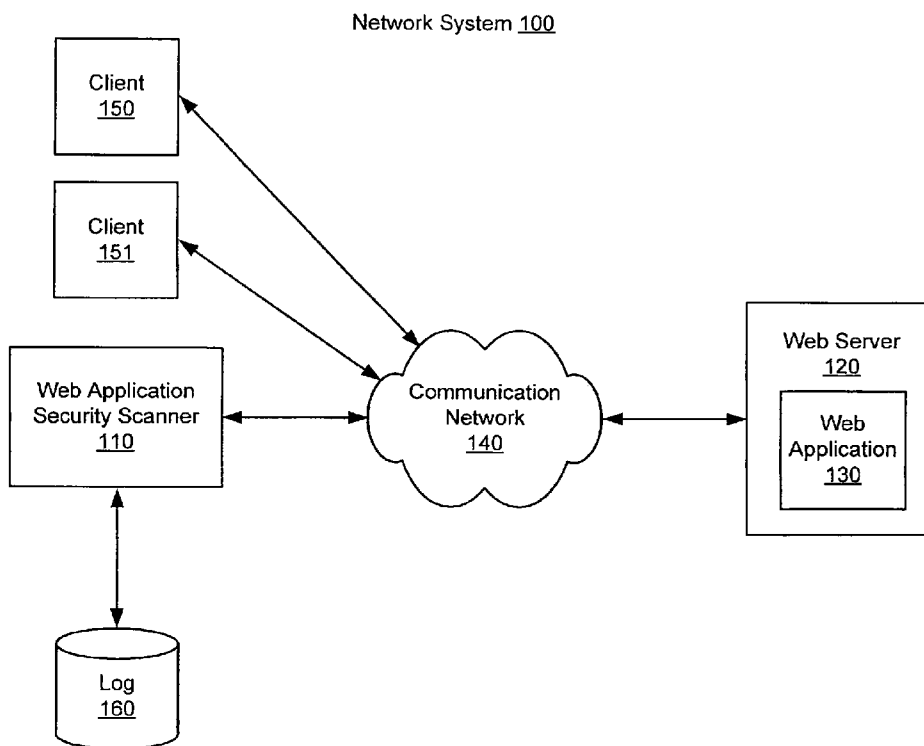 Network System 100
Client
150
Client
151
Web Application
Security Scanner
110
Communication
Network
140
Web Server
120
Web
Application
130
Log
160